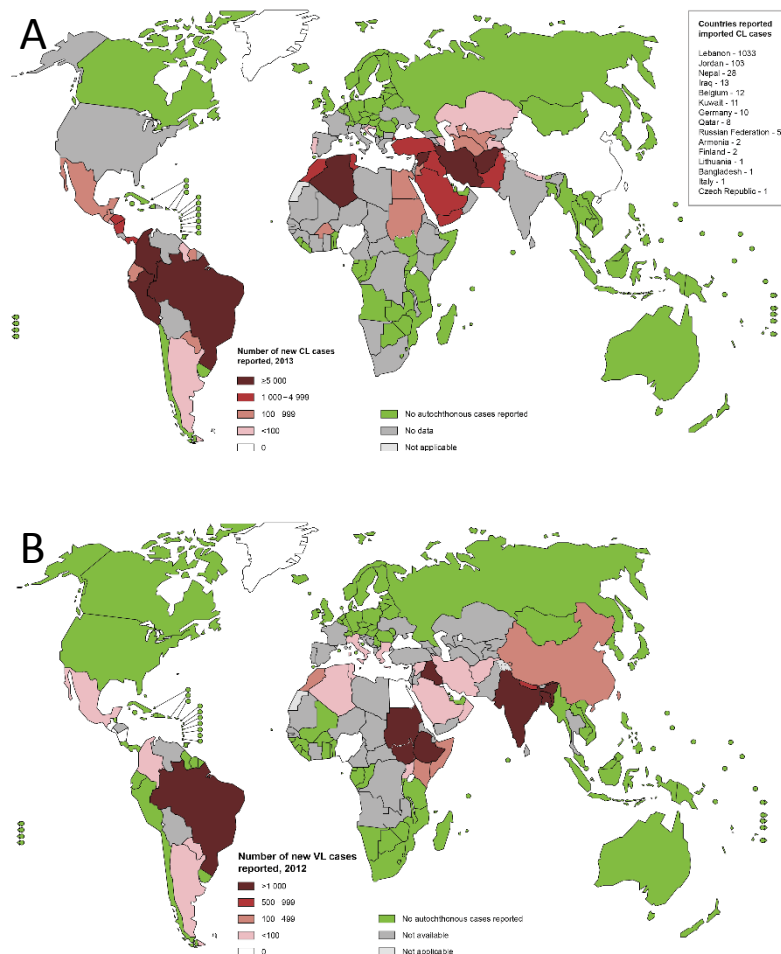 A
Countries reported
imported CL cases
Lebanon - 1033
Jordan - 103
Nepal - 28
Iraq - 13
Belgium - 12
Kuwait - 11
Germany - 10
Qatar - 8
Russian Federation - 5
Armonia - 2
Finland - 2
Lithuania - 1
Bangladesh - 1
Italy - 1
Czech Republic - 1
Number of new CL cases
reported, 2013
≥5 000
1 000–4 999
100 999
<100
0
No autochthonous cases reported
No data
Not applicable
B
Number of new VL cases
reported, 2012
>1 000
500 999
100 499
<100
0
No autochthonous cases reported
Not available
Not applicable